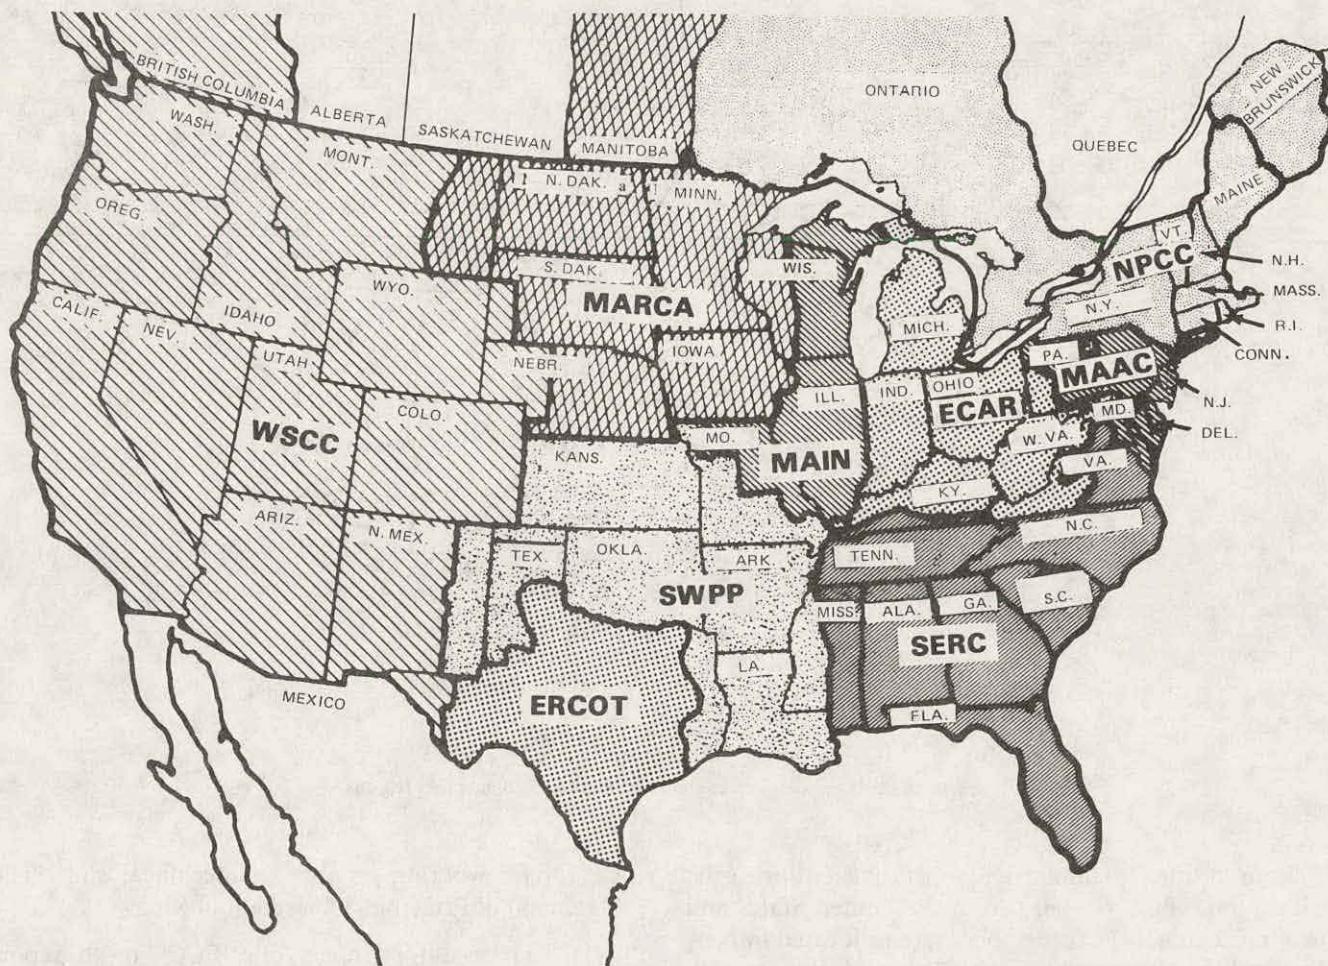 BRITISH COLUMBIA
ALBERTA
SASKATCHEWAN
MANITOBA
ONTARIO
QUEBEC
NEW
BRUNSWICK
WASH.
MONT.
N. DAK.
MINN.
MAINE
OREG.
VT.
N.H.
NPCC
S. DAK.
WIS.
WYO.
MASS.
CALIF.
NEV.
IDAHO
MARCA
N.Y.
MICH.
R.I.
CONN.
UTAH
NEBR.
IOWA
PA.
MAAC
COLO.
ILL.
IND.
OHIO
ECAR
MD.
N.J.
DEL.
WSCC
MO.
W. VA.
KANS.
MAIN
VA.
KY.
ARIZ.
N. MEX.
N.C.
TEX.
OKLA.
ARK.
TENN.
SWPP
MISS.
ALA.
GA.
S.C.
SERC
LA.
MEXICO
ERCOT
FLA.